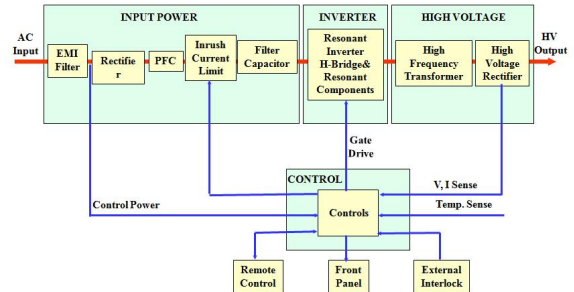 INPUT POWER
INVERTER
HIGH VOLTAGE
AC
Input
EMI
Filter
Rectifie
r
PFC
Inrush
Current
Limit
Filter
Capacitor
Resonant
Inverter
H-Bridge&
Resonant
Components
High
Frequency
Transformer
High
Voltage
Rectifier
HV
Output
Gate
Drive
CONTROL
V, I Sense
Control Power
Controls
Temp. Sense
Remote
Control
Front
Panel
External
Interlock